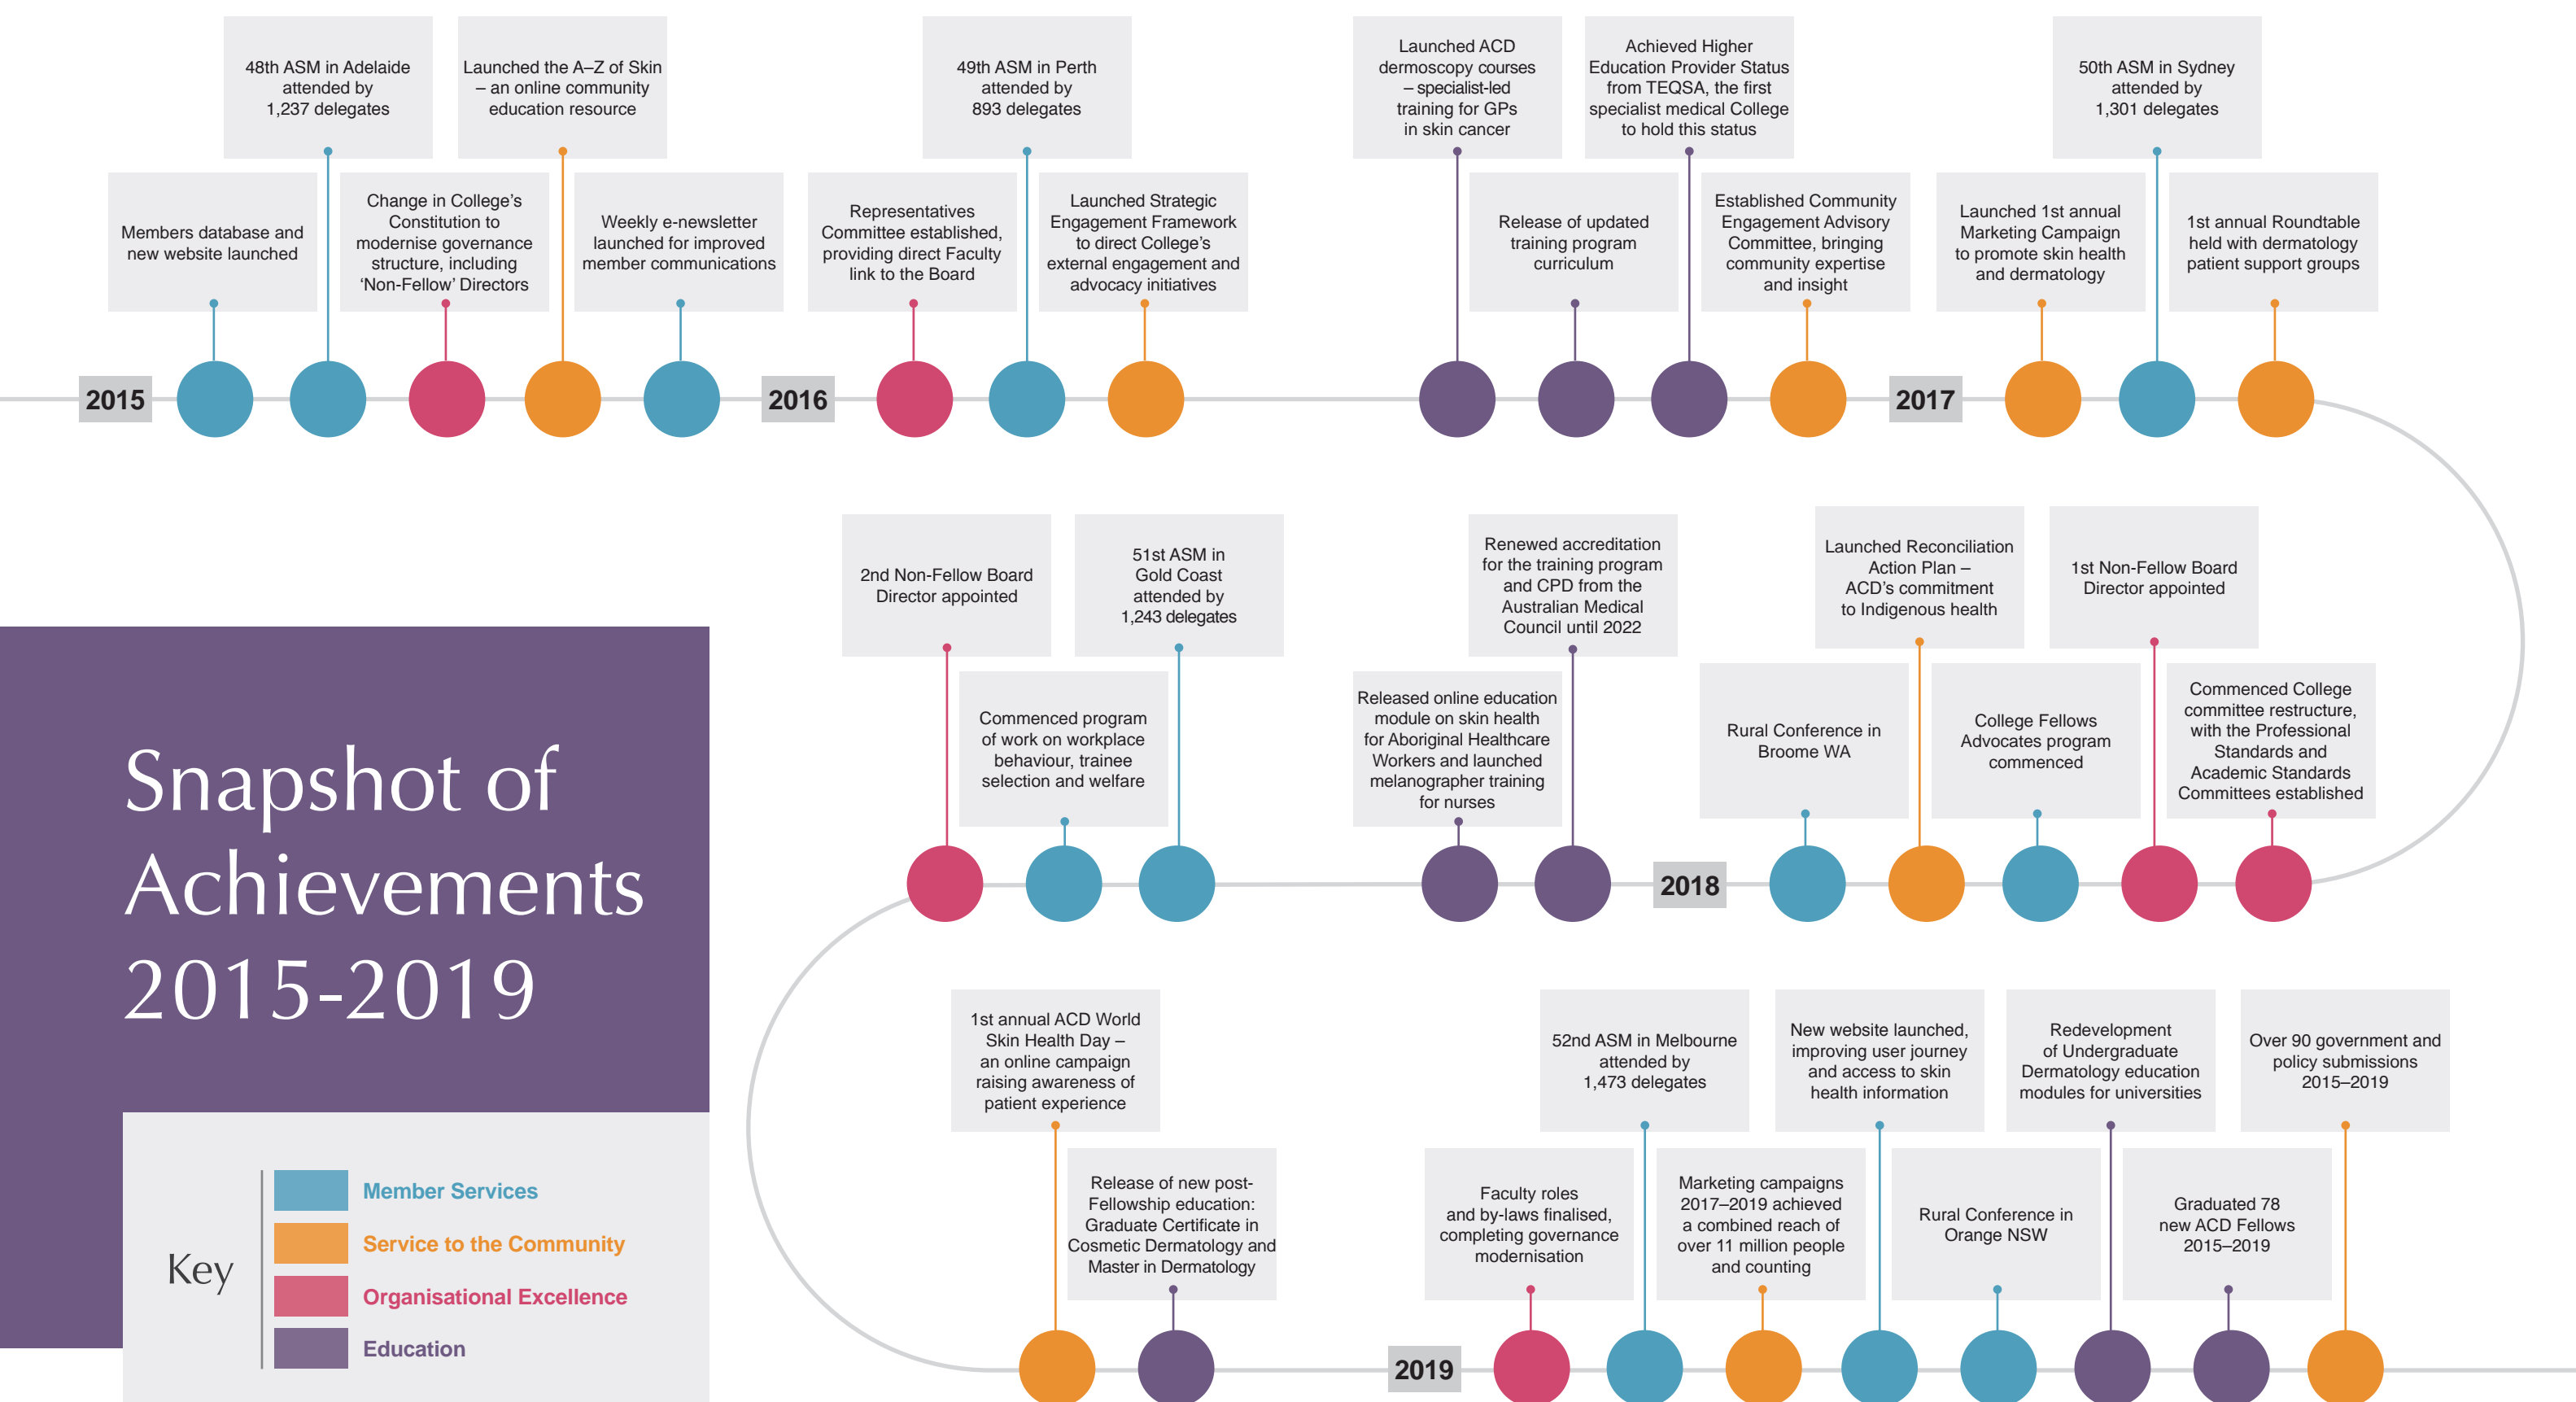 2015
Members database and
new website launched
48th ASM in Adelaide
attended by
1,237 delegates
Change in College’s
Constitution to
modernise governance
structure, including
‘Non-Fellow’ Directors
Launched the A–Z of Skin
– an online community
education resource
Weekly e-newsletter
launched for improved
member communications
2016
Representatives
Committee established,
providing direct Faculty
link to the Board
49th ASM in Perth
attended by
893 delegates
Launched Strategic
Engagement Framework
to direct College’s
external engagement and
advocacy initiatives
Launched ACD
dermoscopy courses
– specialist-led
training for GPs
in skin cancer
Release of updated
training program
curriculum
Achieved Higher
Education Provider Status
from TEQSA, the first
specialist medical College
to hold this status
Established Community
Engagement Advisory
Committee, bringing
community expertise
and insight
2017
Launched 1st annual
Marketing Campaign
to promote skin health
and dermatology
50th ASM in Sydney
attended by
1,301 delegates
1st annual Roundtable
held with dermatology
patient support groups
Commenced College
committee restructure,
with the Professional
Standards and
Academic Standards
Committees established
1st Non-Fellow Board
Director appointed
College Fellows
Advocates program
commenced
Launched Reconciliation
Action Plan –
ACD’s commitment
to Indigenous health
Rural Conference in
Broome WA
2018
Renewed accreditation
for the training program
and CPD from the
Australian Medical
Council until 2022
Released online education
module on skin health
for Aboriginal Healthcare
Workers and launched
melanographer training
for nurses
51st ASM in
Gold Coast
attended by
1,243 delegates
Commenced program
of work on workplace
behaviour, trainee
selection and welfare
2nd Non-Fellow Board
Director appointed
1st annual ACD World
Skin Health Day –
an online campaign
raising awareness of
patient experience
Release of new post-
Fellowship education:
Graduate Certificate in
Cosmetic Dermatology and
Master in Dermatology
2019
Faculty roles
and by-laws finalised,
completing governance
modernisation
52nd ASM in Melbourne
attended by
1,473 delegates
Marketing campaigns
2017–2019 achieved
a combined reach of
over 11 million people
and counting
New website launched,
improving user journey
and access to skin
health information
Rural Conference in
Orange NSW
Redevelopment
of Undergraduate
Dermatology education
modules for universities
Graduated 78
new ACD Fellows
2015–2019
Over 90 government and
policy submissions
2015–2019
Snapshot of
Achievements
2015-2019
Key
Member Services
Service to the Community
Organisational Excellence
Education